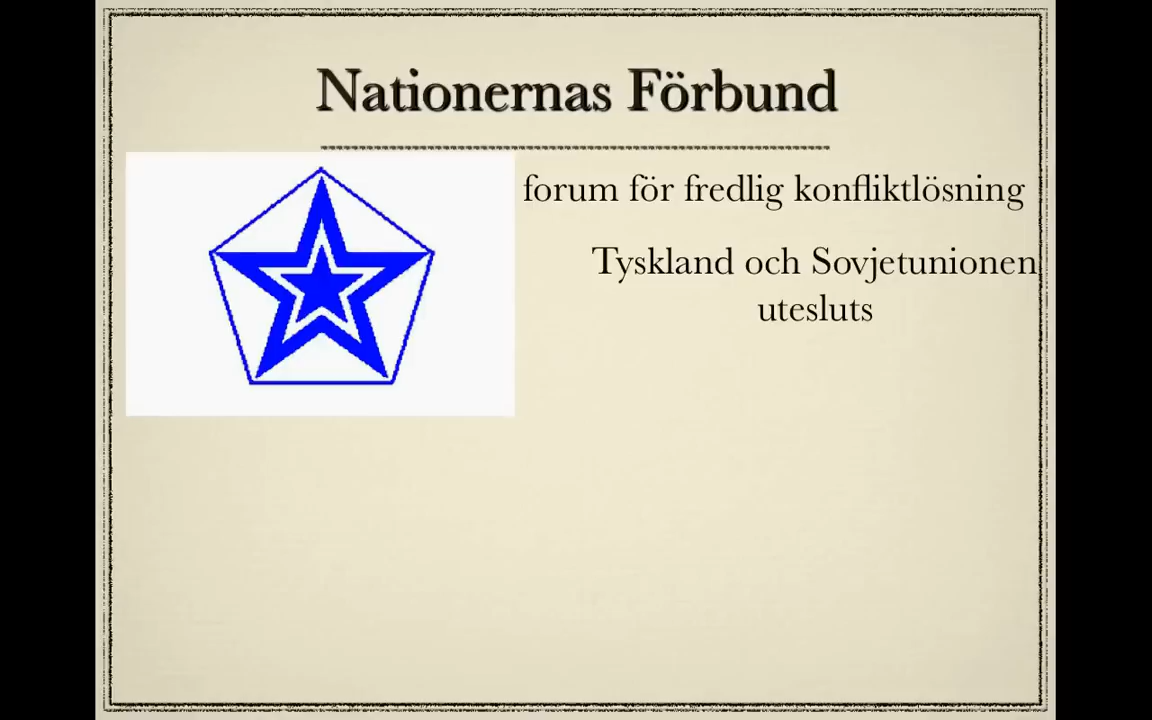 Nationernas Förbund
forum för fredlig konfliktlösning
Tyskland och Sovjetunionen
utesluts